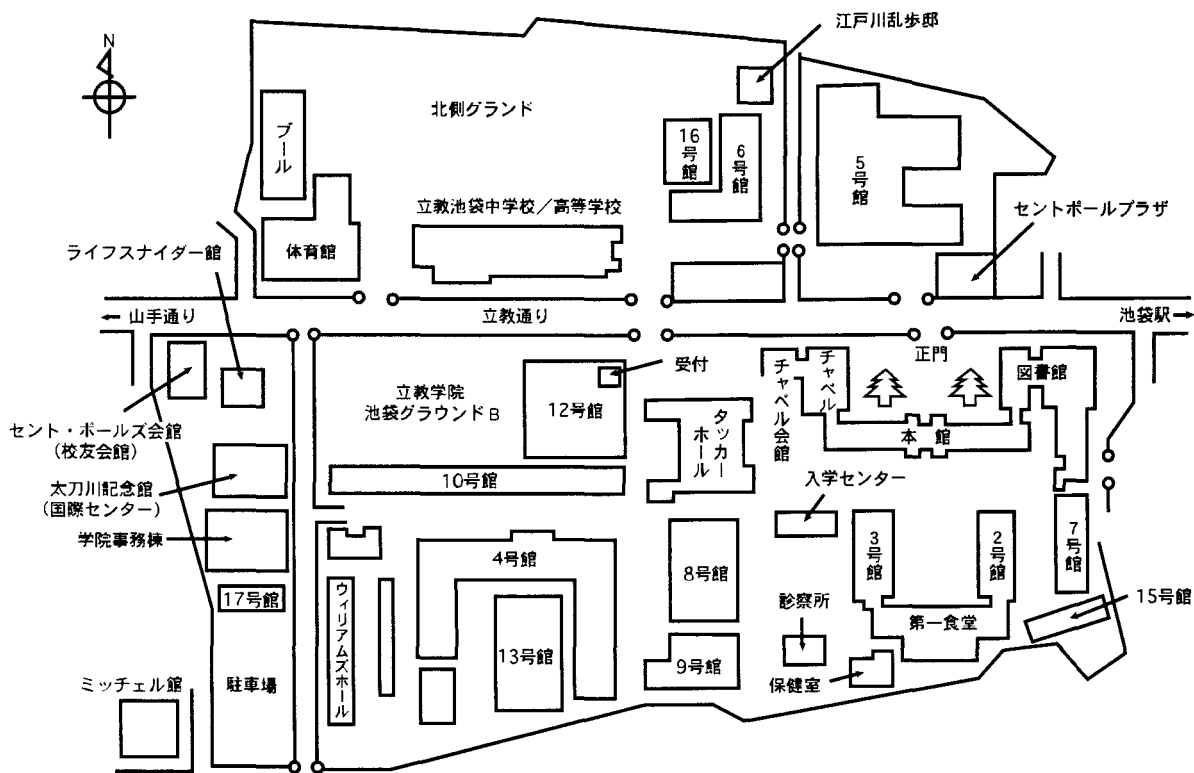 江戸川乱歩邸
N
北側グランド
プール
16号館
6号館
5号館
立教池袋中学校/高等学校
セントポールプラザ
ライフスナイダー館
体育館
← 山手通り
立教通り
池袋駅→
正門
受付
立教学院
池袋グラウンドB
12号館
タッカーホール
チャペル会館
チャペル
図書館
本館
セント・ポールズ会館
(校友会館)
10号館
太刀川記念館
(国際センター)
入学センター
学院事務棟
4号館
8号館
3号館
2号館
7号館
17号館
ウィリアムズホール
診察所
第一食堂
15号館
13号館
9号館
保健室
ミッチェル館
駐車場